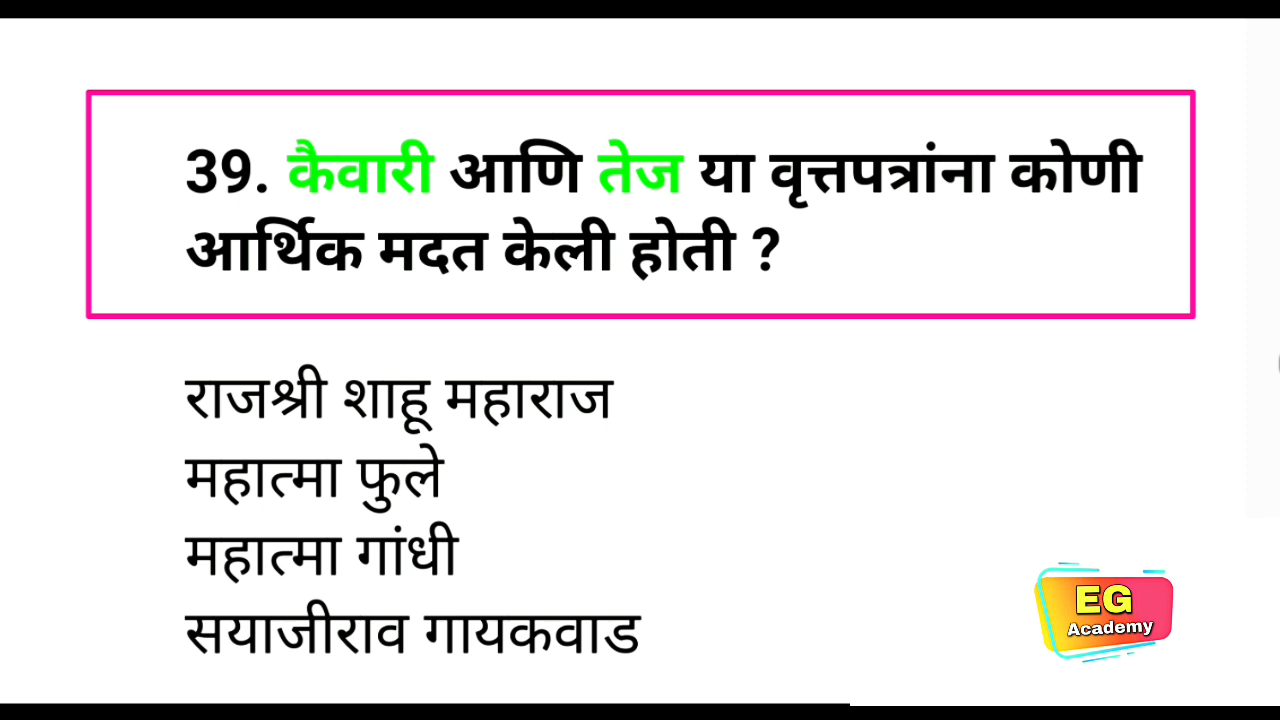 39. कैवारी आणि तेज या वृत्तपत्रांना कोणी
आर्थिक मदत केली होती ?
राजश्री शाहू महाराज
महात्मा फुले
महात्मा गांधी
सयाजीराव गायकवाड
EG
Academy